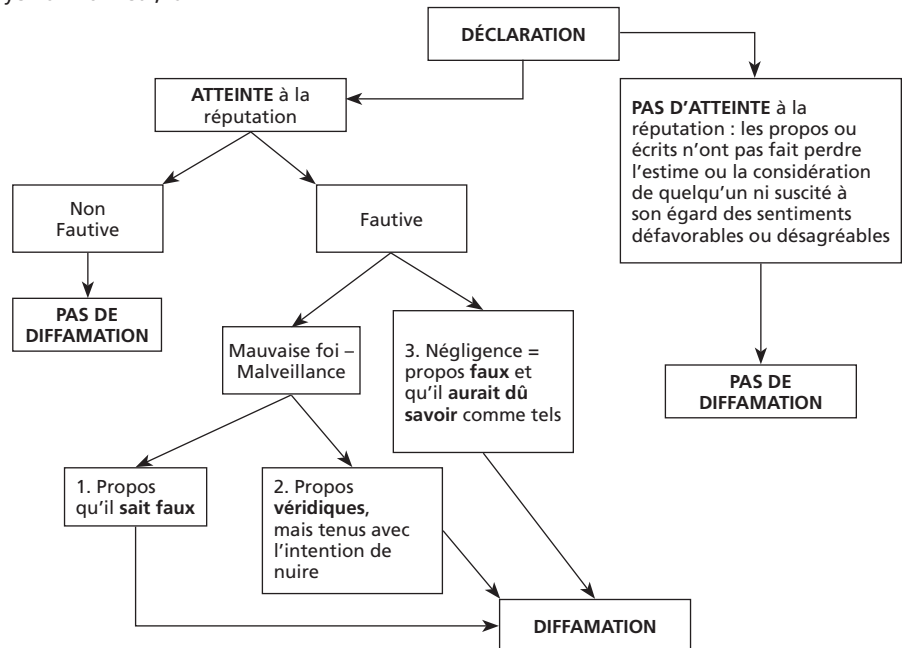 DÉCLARATION
ATTEINTE à la
réputation
PAS D'ATTEINTE à la
réputation : les propos ou
écrits n'ont pas fait perdre
l'estime ou la considération
de quelqu'un ni suscité à
son égard des sentiments
défavorables ou désagréables
Non
Fautive
Fautive
PAS DE
DIFFAMATION
Mauvaise foi –
Malveillance
3. Négligence =
propos faux et
qu'il aurait dû
savoir comme tels
PAS DE
DIFFAMATION
1. Propos
qu'il sait faux
2. Propos
véridiques,
mais tenus avec
l'intention de
nuire
DIFFAMATION